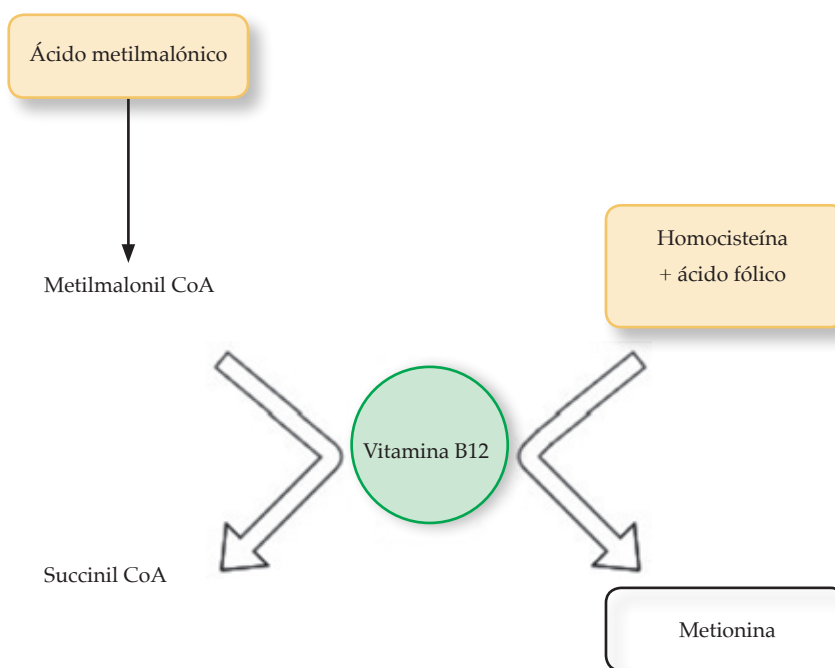 Ácido metilmalónico
Metilmalonil CoA
Homocisteína
+ ácido fólico
Vitamina B12
Succinil CoA
Metionina